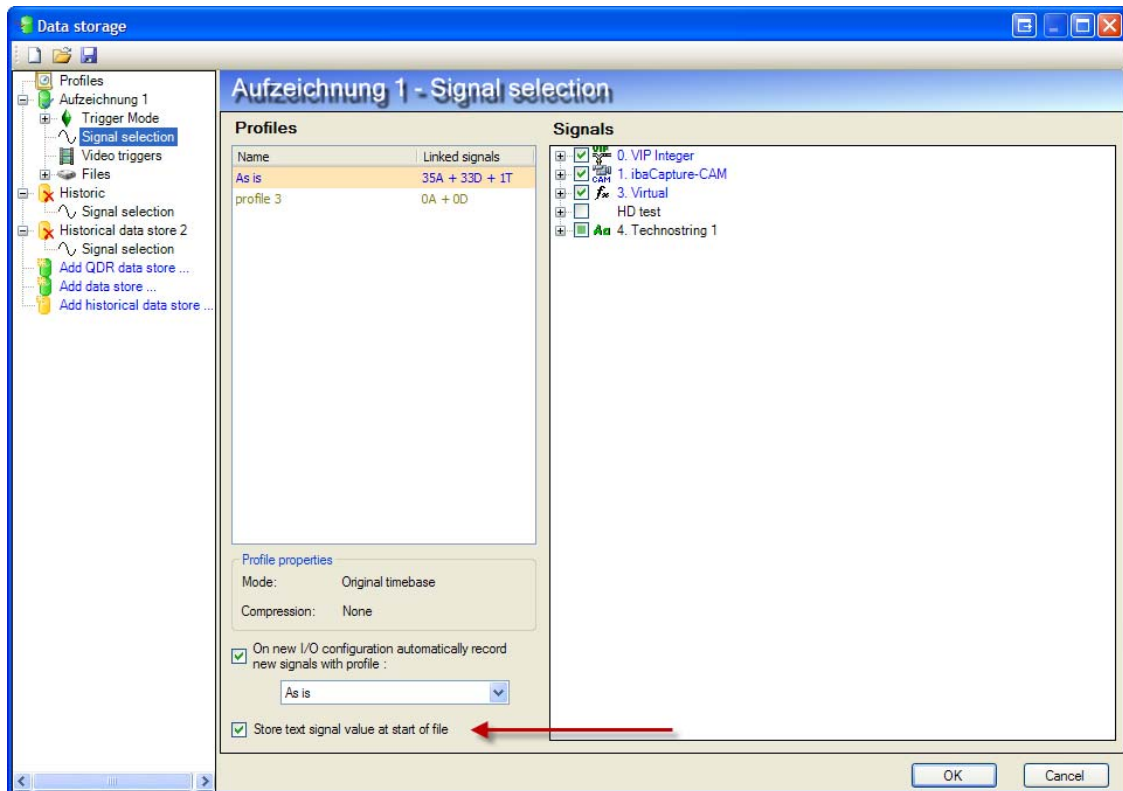 Data storage
Profiles
Aufzeichnung 1
Trigger Mode
Signal selection
Video triggers
Files
Historic
Signal selection
Historical data store 2
Signal selection
Add QDR data store ...
Add data store ...
Add historical data store ...
Aufzeichnung 1 - Signal selection
Profiles
Name Linked signals
As is 35A + 33D + 1T
profile 3 0A + 0D
Profile properties
Mode: Original timebase
Compression: None
On new I/O configuration automatically record
new signals with profile :
As is
Store text signal value at start of file
Signals
VIP 0. VIP Integer
CAM 1. ibaCapture-CAM
fx 3. Virtual
HD test
Aa 4. Technostring 1
OK Cancel